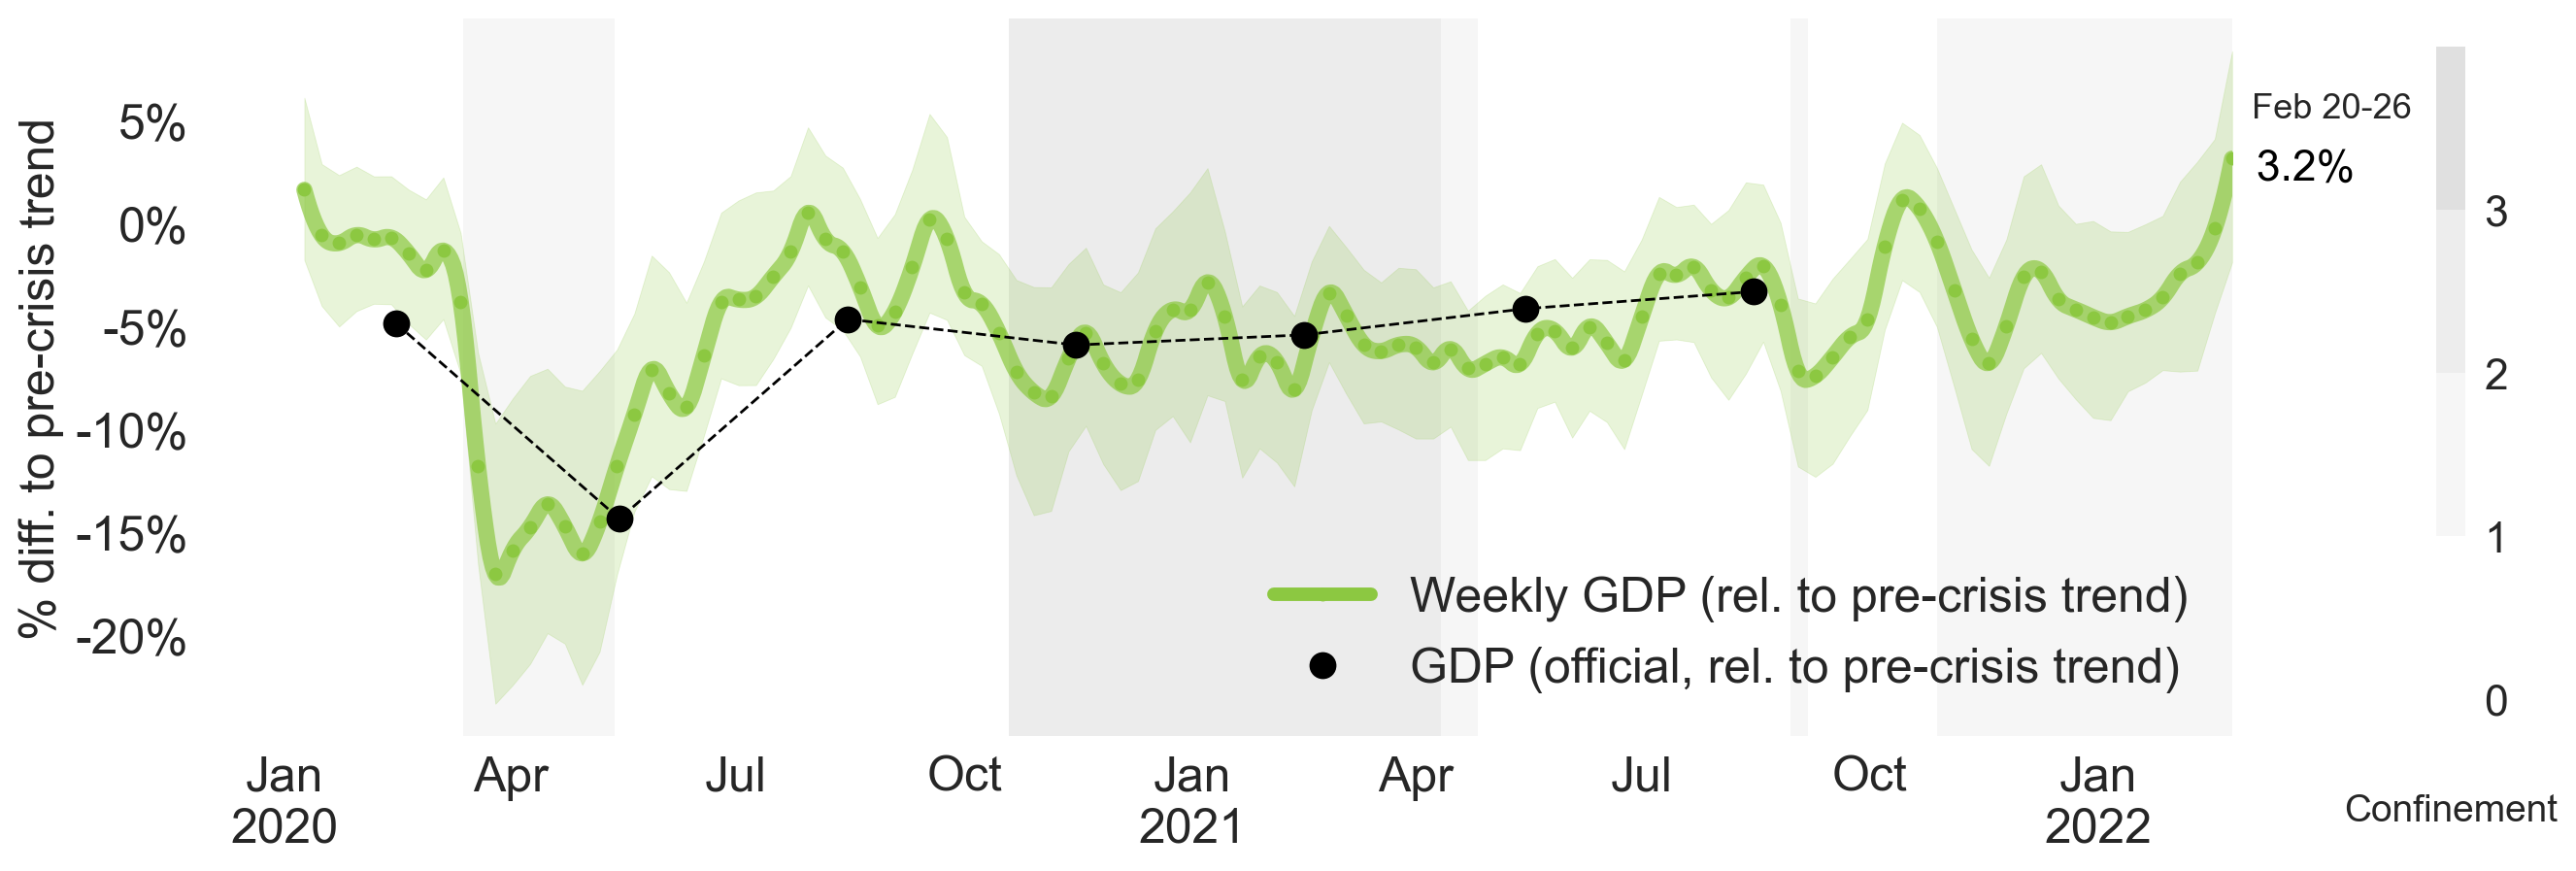 % diff. to pre-crisis trend
5%
0%
-5%
-10%
-15%
-20%
Feb 20-26
3.2%
3
2
1
0
Weekly GDP (rel. to pre-crisis trend)
GDP (official, rel. to pre-crisis trend)
Jan Apr Jul Oct Jan Apr Jul Oct Jan
2020 2021 2022
Confinement